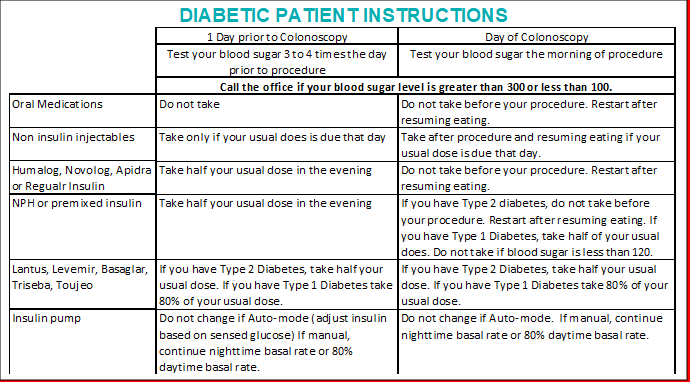 DIABETIC PATIENT INSTRUCTIONS
1 Day prior to Colonoscopy
Day of Colonoscopy
Test your blood sugar 3 to 4 times the day
prior to procedure
Test your blood sugar the morning of procedure
Call the office if your blood sugar level is greater than 300 or less than 100.
Oral Medications
Do not take
Do not take before your procedure. Restart after
resuming eating.
Non insulin injectables
Take only if your usual does is due that day
Take after procedure and resuming eating if your
usual dose is due that day.
Humalog, Novolog, Apidra
or Regualr Insulin
Take half your usual dose in the evening
Do not take before your procedure. Restart after
resuming eating.
NPH or premixed insulin
Take half your usual dose in the evening
If you have Type 2 diabetes, do not take before
your procedure. Restart after resuming eating. If
you have Type 1 Diabetes, take half of your usual
does. Do not take if blood sugar is less than 120.
Lantus, Levemir, Basaglar,
Triseba, Toujeo
If you have Type 2 Diabetes, take half your
usual dose. If you have Type 1 Diabetes take
80% of your usual dose.
If you have Type 2 Diabetes, take half your usual
dose. If you have Type 1 Diabetes take 80% of your
usual dose.
Insulin pump
Do not change if Auto-mode (adjust insulin
based on sensed glucose) If manual,
continue nighttime basal rate or 80%
daytime basal rate.
Do not change if Auto-mode. If manual, continue
nighttime basal rate or 80% daytime basal rate.